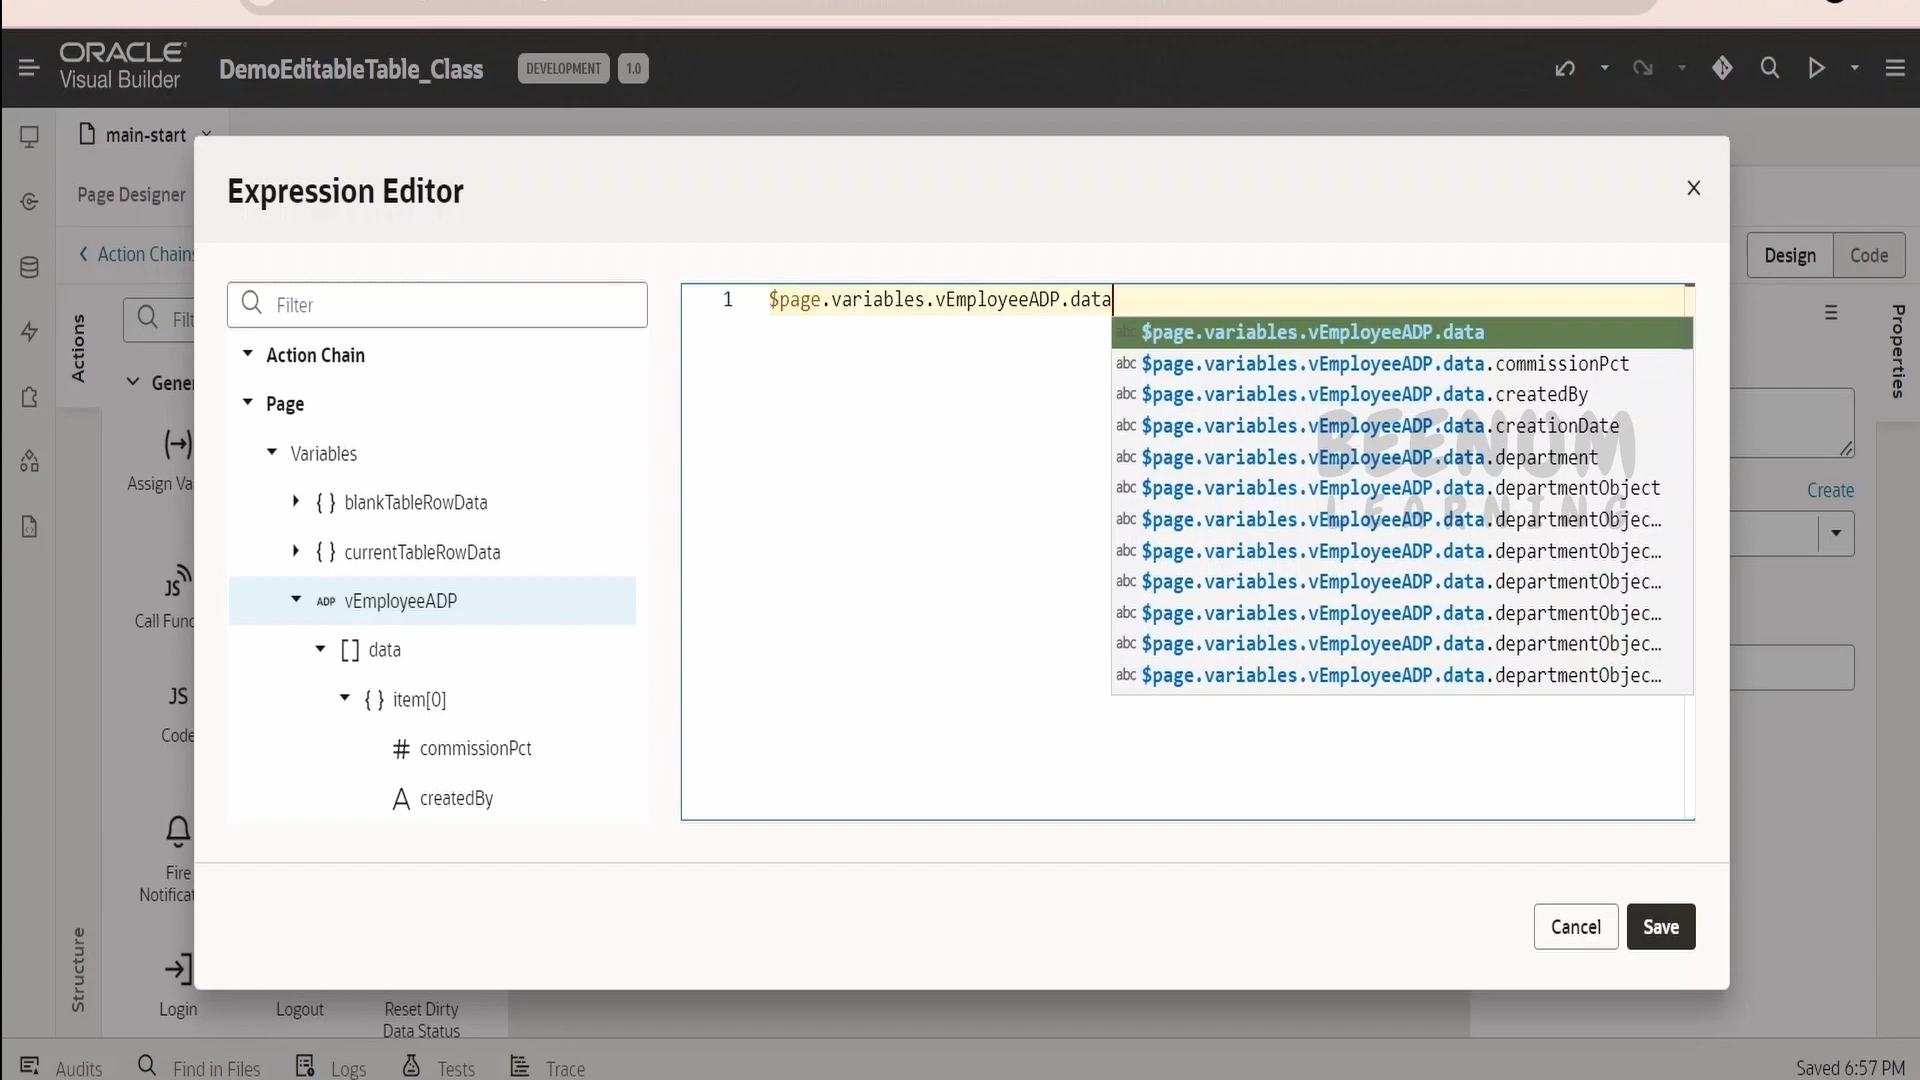 ORACLE
Visual Builder
DemoEditableTable_Class
DEVELOPMENT
1.0
main-start
Page Designer
Action Chains
Design
Code
Actions
Filt
Gener
Assign Va
Call Func
JS
Code
Fire
Notificat
Login
Logout
Reset Dirty
Data Status
Structure
Properties
Create
Expression Editor
X
Filter
Action Chain
Page
Variables
{ } blankTableRowData
{ } currentTableRowData
ADP vEmployeeADP
[ ] data
{ } item[0]
# commissionPct
A createdBy
1 $page.variables.vEmployeeADP.data
abc $page.variables.vEmployeeADP.data
abc $page.variables.vEmployeeADP.data.commissionPct
abc $page.variables.vEmployeeADP.data.createdBy
abc $page.variables.vEmployeeADP.data.creationDate
abc $page.variables.vEmployeeADP.data.department
abc $page.variables.vEmployeeADP.data.departmentObject
abc $page.variables.vEmployeeADP.data.departmentObjec...
abc $page.variables.vEmployeeADP.data.departmentObjec...
abc $page.variables.vEmployeeADP.data.departmentObjec...
abc $page.variables.vEmployeeADP.data.departmentObjec...
abc $page.variables.vEmployeeADP.data.departmentObjec...
abc $page.variables.vEmployeeADP.data.departmentObjec...
BEENUM
LEARNING
Cancel
Save
Audits
Find in Files
Logs
Tests
Trace
Saved 6:57 PM